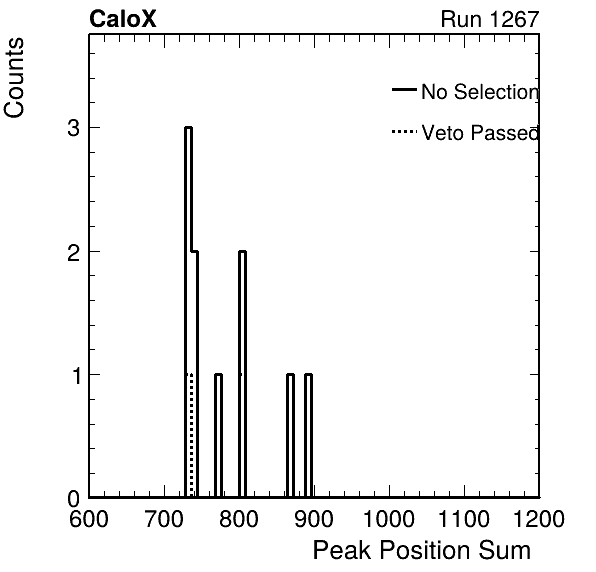 CaloX Run 1267
Counts
No Selection
Veto Passed
3
2
1
0
600 700 800 900 1000 1100 1200
Peak Position Sum